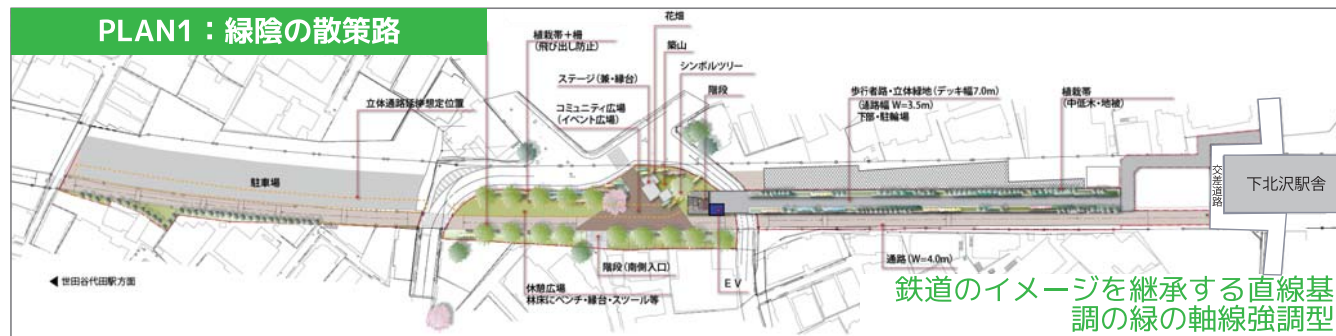 PLAN1：緑陰の散策路
花畑
植栽帯＋柵
(飛び出し防止)
築山
ステージ(兼・縁台)
シンボルツリー
コミュニティ広場
(イベント広場)
階段
立体通路延伸想定位置
歩行者路・立体緑地(デッキ幅7.0m)
(通路幅 W=3.5m)
下部・駐輪場
植栽帯
(中低木・地被)
駐車場
交差道路
下北沢駅舎
通路(W=4.0m)
階段(南側入口)
EV
休憩広場
林床にベンチ・縁台・スツール等
◀世田谷代田駅方面
鉄道のイメージを継承する直線基
調の緑の軸線強調型